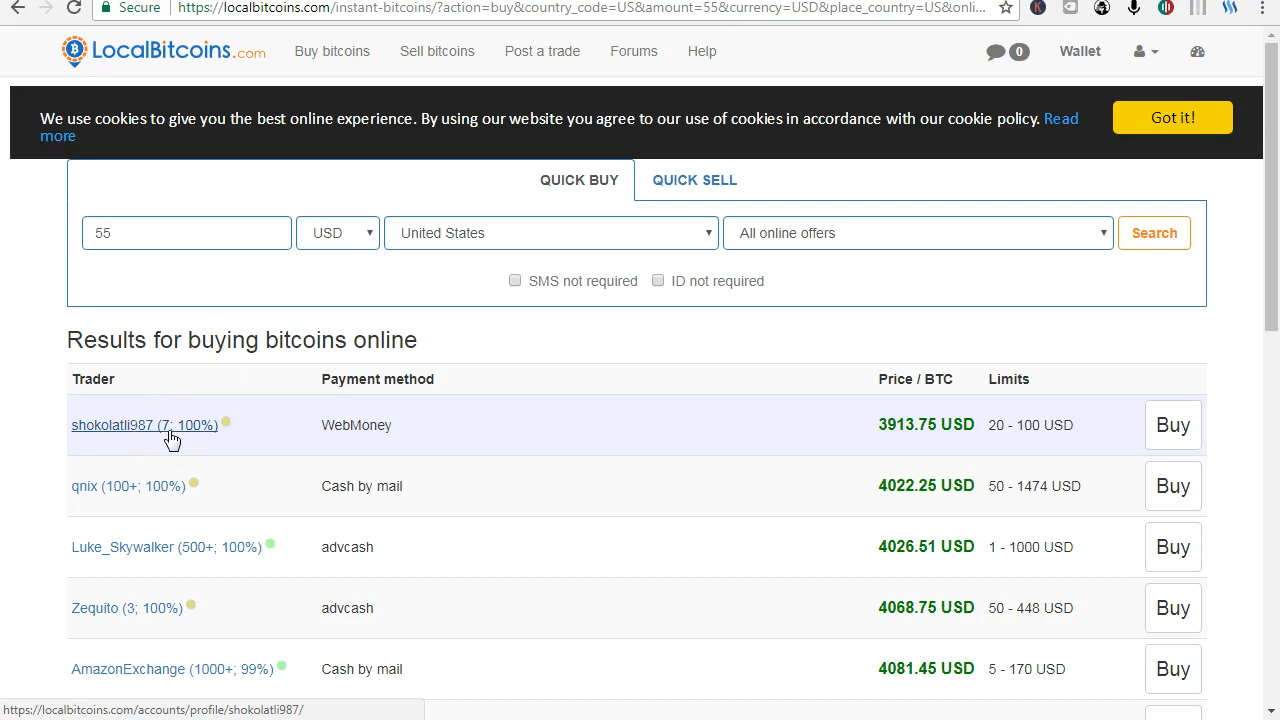 Secure
https://localbitcoins.com/instant-bitcoins/?action=buy&country_code=US&amount=55&currency=USD&place_country=US&onli...
LocalBitcoins.com
Buy bitcoins
Sell bitcoins
Post a trade
Forums
Help
0
Wallet
We use cookies to give you the best online experience. By using our website you agree to our use of cookies in accordance with our cookie policy. Read
more
Got it!
QUICK BUY
QUICK SELL
55
USD
United States
All online offers
Search
SMS not required
ID not required
Results for buying bitcoins online
Trader Payment method Price / BTC Limits
shokolatli987 (7; 100%) WebMoney 3913.75 USD 20 - 100 USD Buy
qnix (100+; 100%) Cash by mail 4022.25 USD 50 - 1474 USD Buy
Luke_Skywalker (500+; 100%) advcash 4026.51 USD 1 - 1000 USD Buy
Zequito (3; 100%) advcash 4068.75 USD 50 - 448 USD Buy
AmazonExchange (1000+; 99%) Cash by mail 4081.45 USD 5 - 170 USD Buy
https://localbitcoins.com/accounts/profile/shokolatli987/